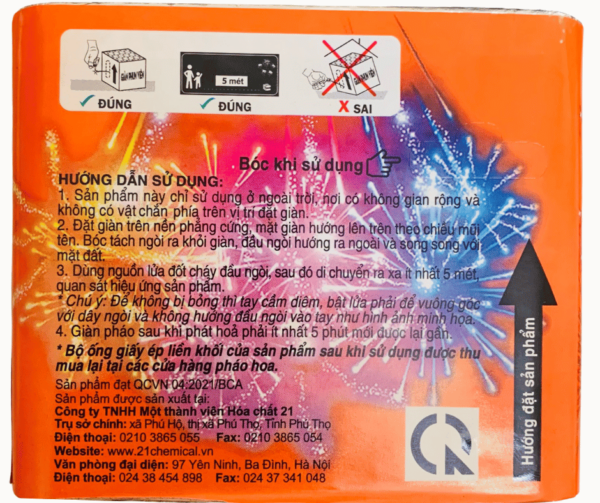 GIÀN PHUN VIÊN
5 mét
GIÀN PHUN VIÊN
ĐÚNG
ĐÚNG
X SAI
Bóc khi sử dụng
HƯỚNG DẪN SỬ DỤNG:
1. Sản phẩm này chỉ sử dụng ở ngoài trời, nơi có không gian rộng và
không có vật chắn phía trên vị trí đặt giàn.
2. Đặt giàn trên nền phẳng cứng, mặt giàn hướng lên trên theo chiều mũi
tên. Bóc tách ngòi ra khỏi giàn, đầu ngòi hướng ra ngoài và song song với
mặt đất.
3. Dùng nguồn lửa đốt cháy đầu ngòi, sau đó di chuyển ra xa ít nhất 5 mét,
quan sát hiệu ứng sản phẩm.
* Chú ý: Để không bị bỏng thì tay cầm diêm, bật lửa phải để vuông góc
với dây ngòi và không hướng đầu ngòi vào tay như hình ảnh minh họa.
4. Giàn pháo sau khi phát hoả phải ít nhất 5 phút mới được lại gần.
* Bộ ống giấy ép liền khối của sản phẩm sau khi sử dụng được thu
mua lại tại các cửa hàng pháo hoa.
Sản phẩm đạt QCVN 04:2021/BCA
Sản phẩm được sản xuất tại:
Công ty TNHH Một thành viên Hóa chất 21
Trụ sở chính: xã Phú Hộ, thị xã Phú Thọ, Tỉnh Phú Thọ
Điện thoại: 0210 3865 055 Fax: 0210 3865 054
Website: www.21chemical.vn
Văn phòng đại diện: 97 Yên Ninh, Ba Đình, Hà Nội
Điện thoại: 024 38 454 898 Fax: 024 37 341 048
Hướng đặt sản phẩm